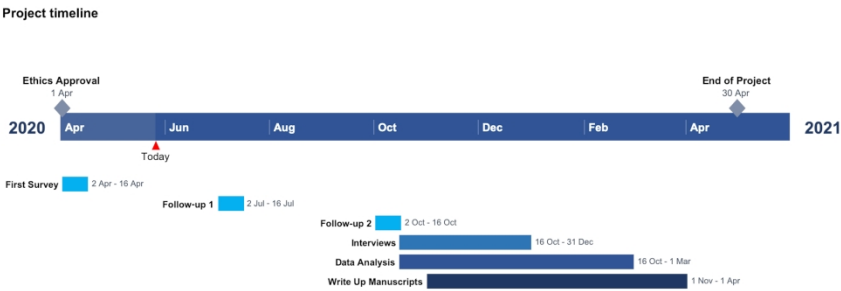 Project timeline
Ethics Approval
1 Apr
End of Project
30 Apr
2020 Apr Jun Aug Oct Dec Feb Apr 2021
Today
First Survey 2 Apr - 16 Apr
Follow-up 1 2 Jul - 16 Jul
Follow-up 2 2 Oct - 16 Oct
Interviews 16 Oct - 31 Dec
Data Analysis 16 Oct - 1 Mar
Write Up Manuscripts 1 Nov - 1 Apr